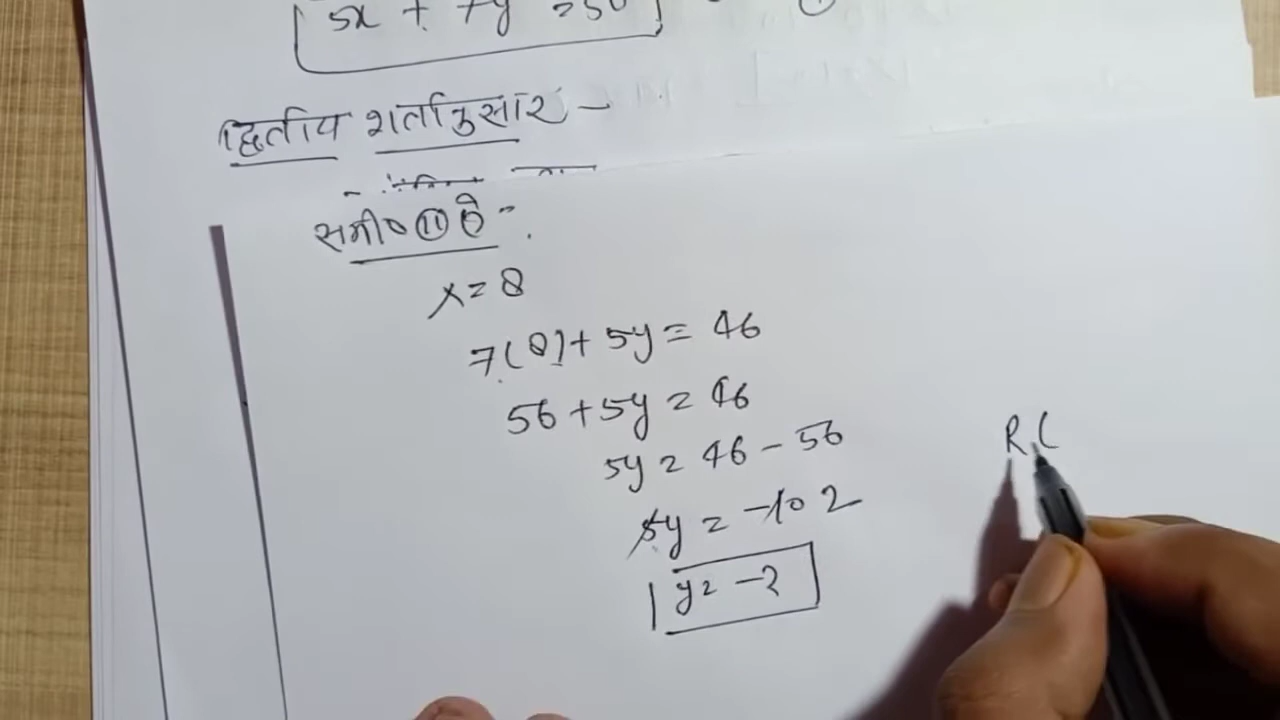 5x + 7y = 50
द्वितीय शर्तानुसार –
समी० (11) से -
x = 8
7(8) + 5y = 46
56 + 5y = 46
5y = 46 - 56
5y = -10 2
y = -2
R(